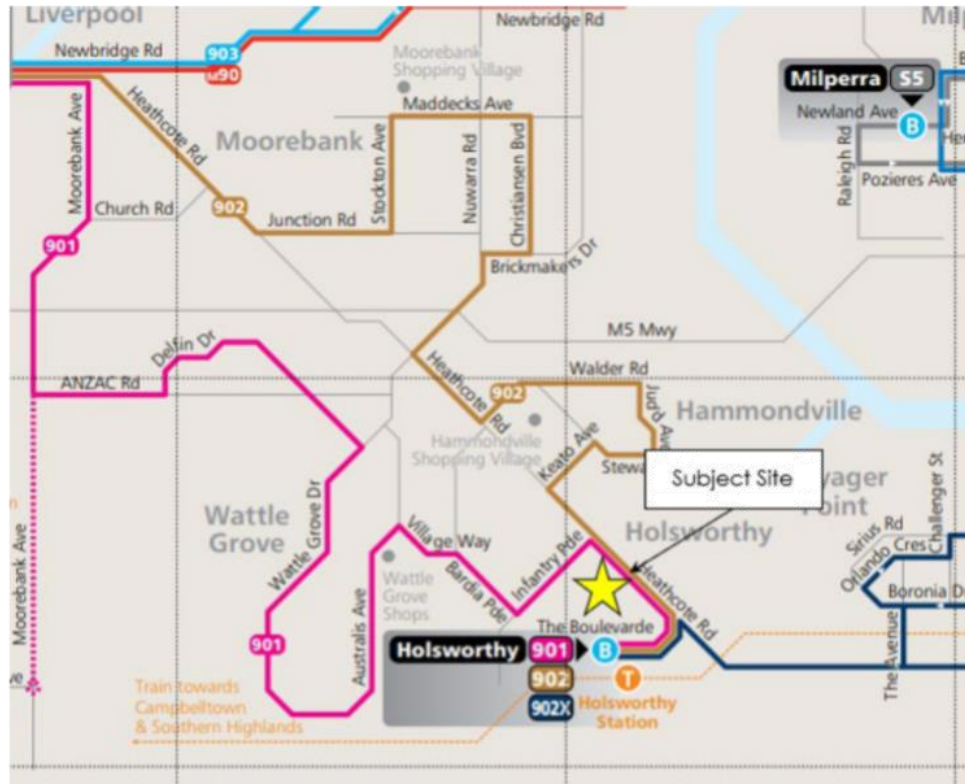 Liverpool
Newbridge Rd
Newbridge Rd
903
M90
Moorebank
Shopping Village
Maddecks Ave
Heathcote Rd
Moorebank
Moorebank Ave
Stockton Ave
Nuwarra Rd
Christiansen Bvd
Church Rd
902
Junction Rd
901
Brickmakers Dr
Milperra S5
Newland Ave
B
Raleigh Rd
Pozieres Ave
M5 Mwy
Delfin Dr
ANZAC Rd
Heathcote Rd
Walder Rd
902
Judd Ave
Hammondville
Hammondville
Shopping Village
Keato Ave
Subject Site
Wattle
Grove
Wattle Grove Dr
Holsworthy
Point
Challenger St
Sirius Rd
Orlando Cres
Moorebank Ave
Village Way
Bardia Pde
Infantry Pde
Wattle
Grove
Shops
Australis Ave
Heathcote Rd
Boronia D
The Avenue
901
The Boulevarde
Holsworthy 901
B
902
902X
T
Holsworthy
Station
Train towards
Campbelltown
& Southern Highlands